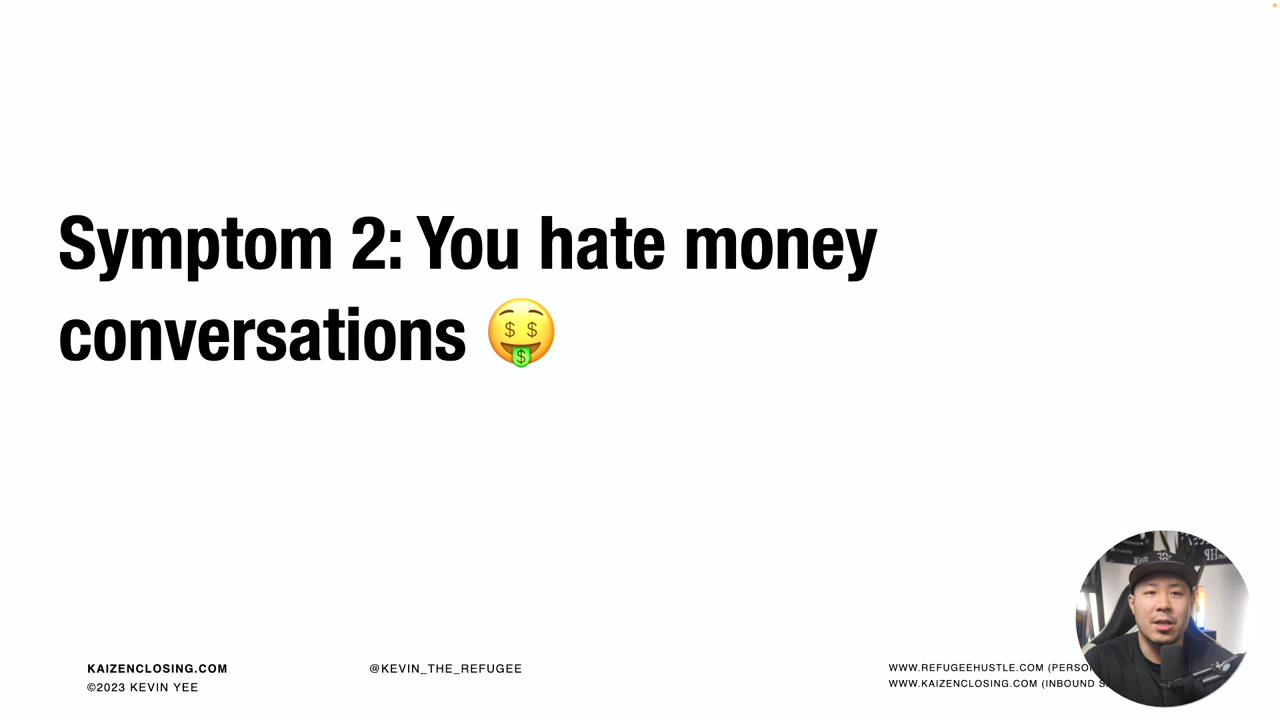 Symptom 2: You hate money
conversations 🤑
KAIZENCLOSING.COM
©2023 KEVIN YEE
@KEVIN_THE_REFUGEE
WWW.REFUGEEHUSTLE.COM
WWW.KAIZENCLOSING.COM (INBOUND